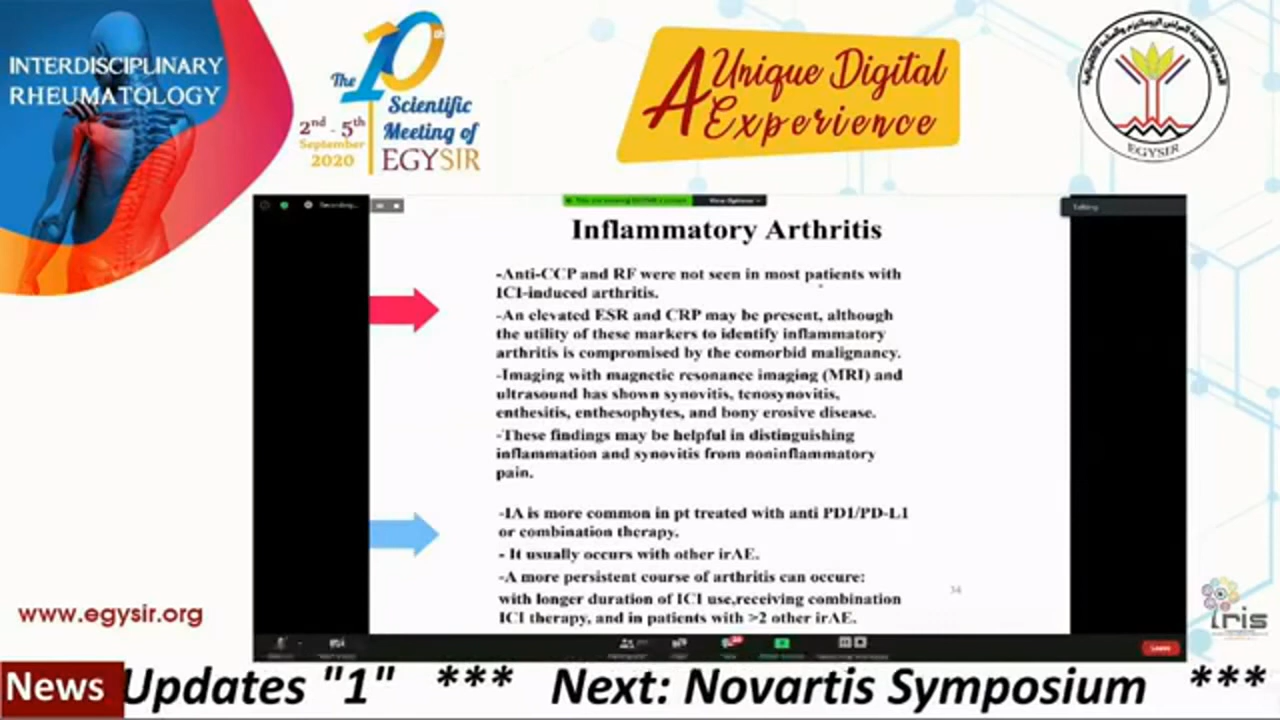 INTERDISCIPLINARY
RHEUMATOLOGY
The 10th
Scientific
Meeting of
EGYSIR
2nd - 5th
September
2020
A Unique Digital
Experience
EGYSIR
Recording...
View Options
Talking:
Inflammatory Arthritis
-Anti-CCP and RF were not seen in most patients with
ICI-induced arthritis.
-An elevated ESR and CRP may be present, although
the utility of these markers to identify inflammatory
arthritis is compromised by the comorbid malignancy.
-Imaging with magnetic resonance imaging (MRI) and
ultrasound has shown synovitis, tenosynovitis,
enthesitis, enthesophytes, and bony erosive disease.
-These findings may be helpful in distinguishing
inflammation and synovitis from noninflammatory
pain.
-IA is more common in pt treated with anti PD1/PD-L1
or combination therapy.
- It usually occurs with other irAE.
-A more persistent course of arthritis can occure:
with longer duration of ICI use,receiving combination
ICI therapy, and in patients with >2 other irAE.
34
Leave
www.egysir.org
iris
News
Updates "1" *** Next: Novartis Symposium ***